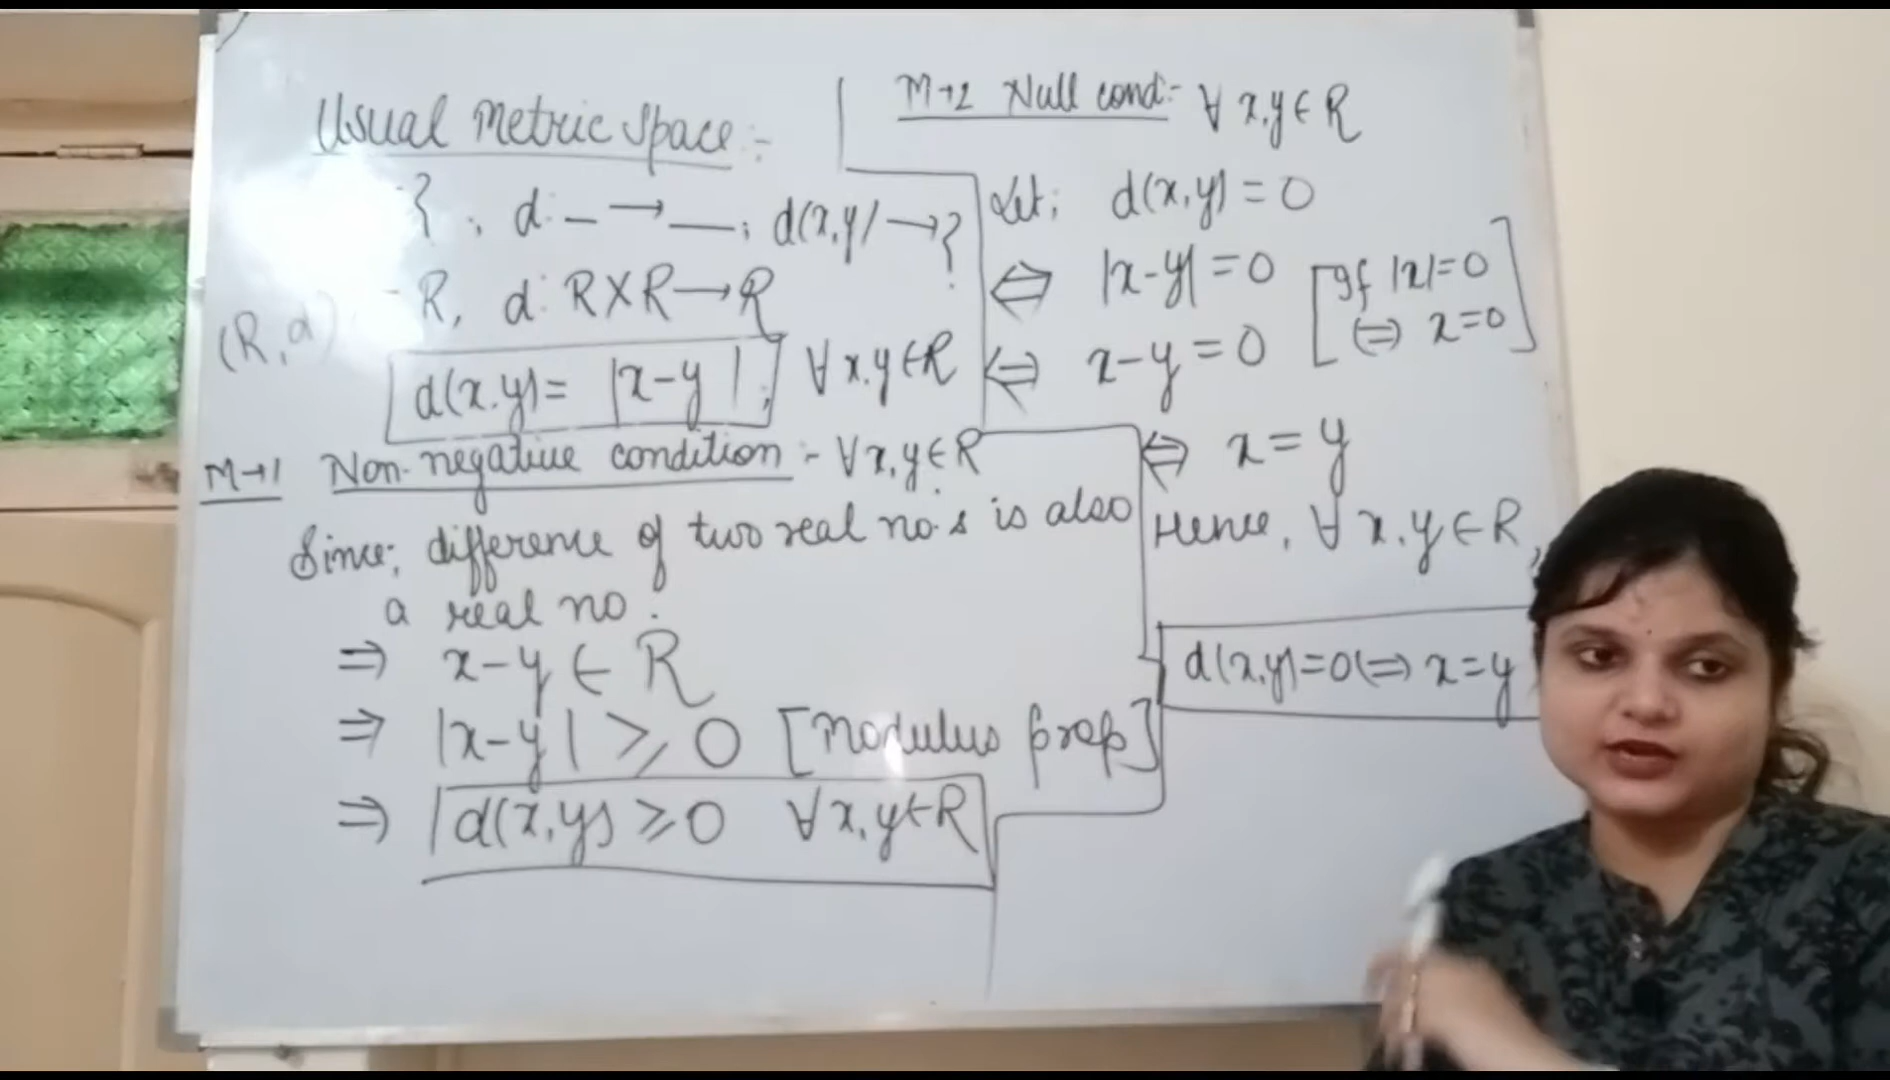 Usual Metric Space :-
? , d: _ → __ ; d(x,y) → ?
(R,d) - R, d: R×R → R
d(x.y) = |x-y| ; ∀ x.y ∈ R
M→1 Non-negative condition :- ∀ x,y ∈ R
Since; difference of two real no.s is also
a real no.
⇒ x-y ∈ R
⇒ |x-y| ⩾ 0 [Modulus prop]
⇒ d(x,y) ⩾ 0 ∀ x,y ∈ R
M→2 Null cond:- ∀ x,y ∈ R
Let; d(x,y) = 0
⇔ |x-y| = 0 [If |x|=0
⇔ x=0]
⇔ x-y = 0
⇔ x = y
Hence, ∀ x,y ∈ R,
d(x,y)=0 ⇔ x=y